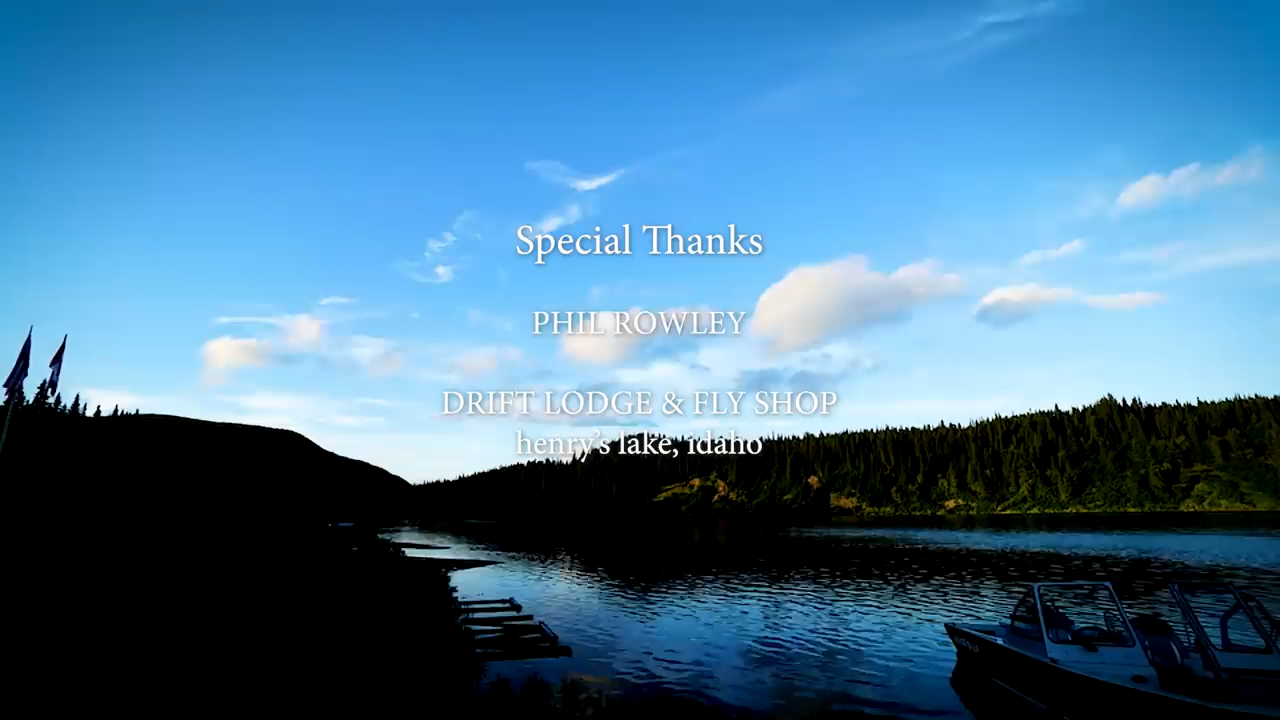 Special Thanks
PHIL ROWLEY
DRIFT LODGE & FLY SHOP
henry's lake, idaho